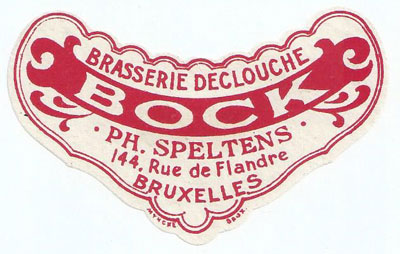 BRASSERIE DECLOUCHE
BOCK
· PH. SPELTENS ·
144, Rue de Flandre
BRUXELLES